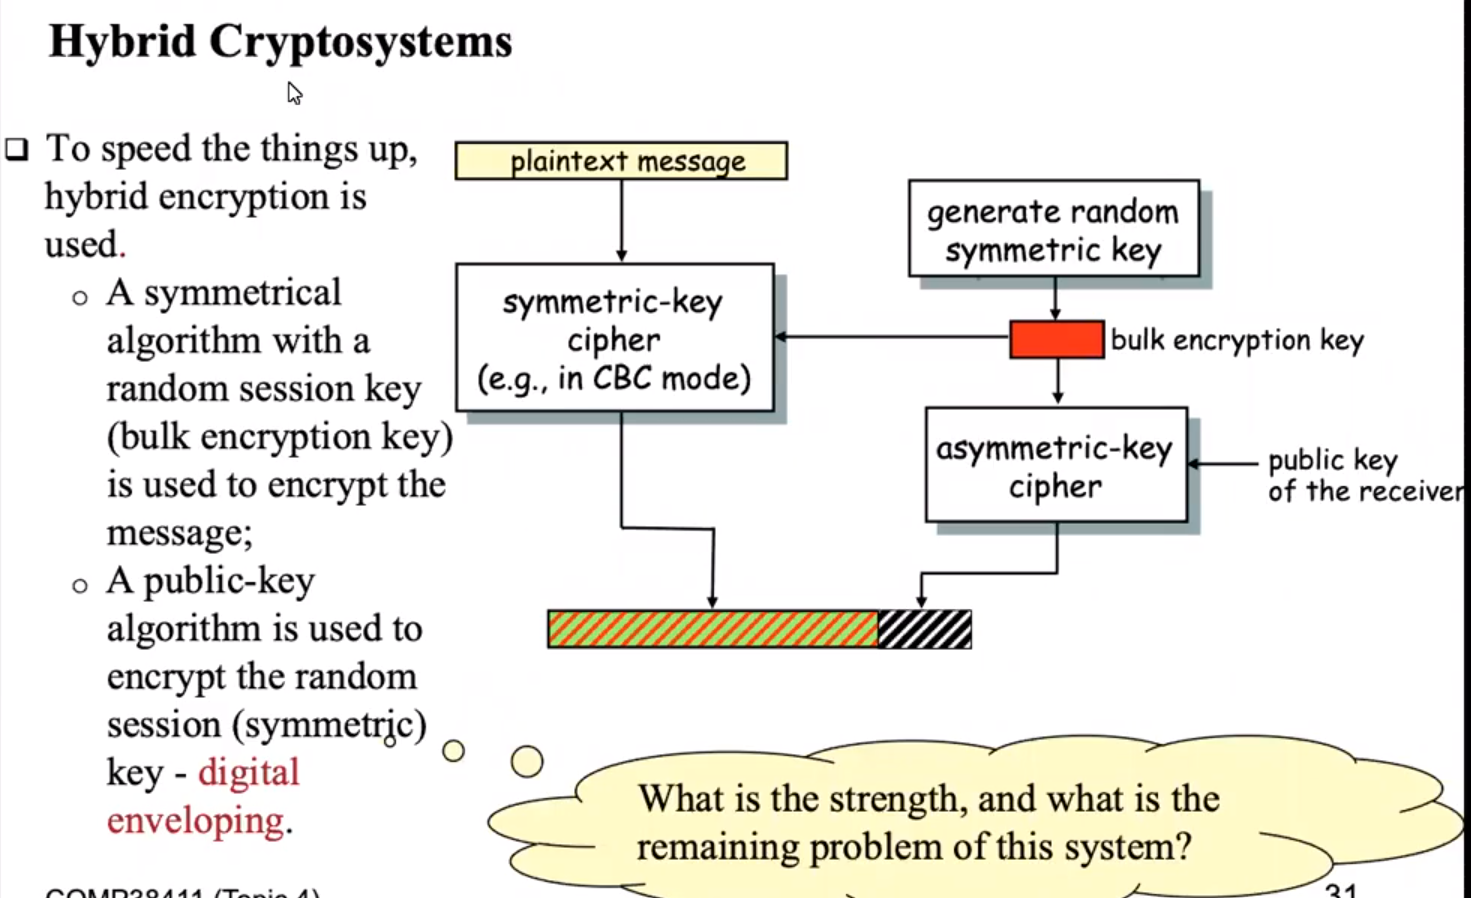 Hybrid Cryptosystems
❑ To speed the things up,
hybrid encryption is
used.
o A symmetrical
algorithm with a
random session key
(bulk encryption key)
is used to encrypt the
message;
o A public-key
algorithm is used to
encrypt the random
session (symmetric)
key - digital
enveloping.
plaintext message
symmetric-key
cipher
(e.g., in CBC mode)
generate random
symmetric key
bulk encryption key
asymmetric-key
cipher
public key
of the receiver
What is the strength, and what is the
remaining problem of this system?
COMP38411 (Topic 4)
31